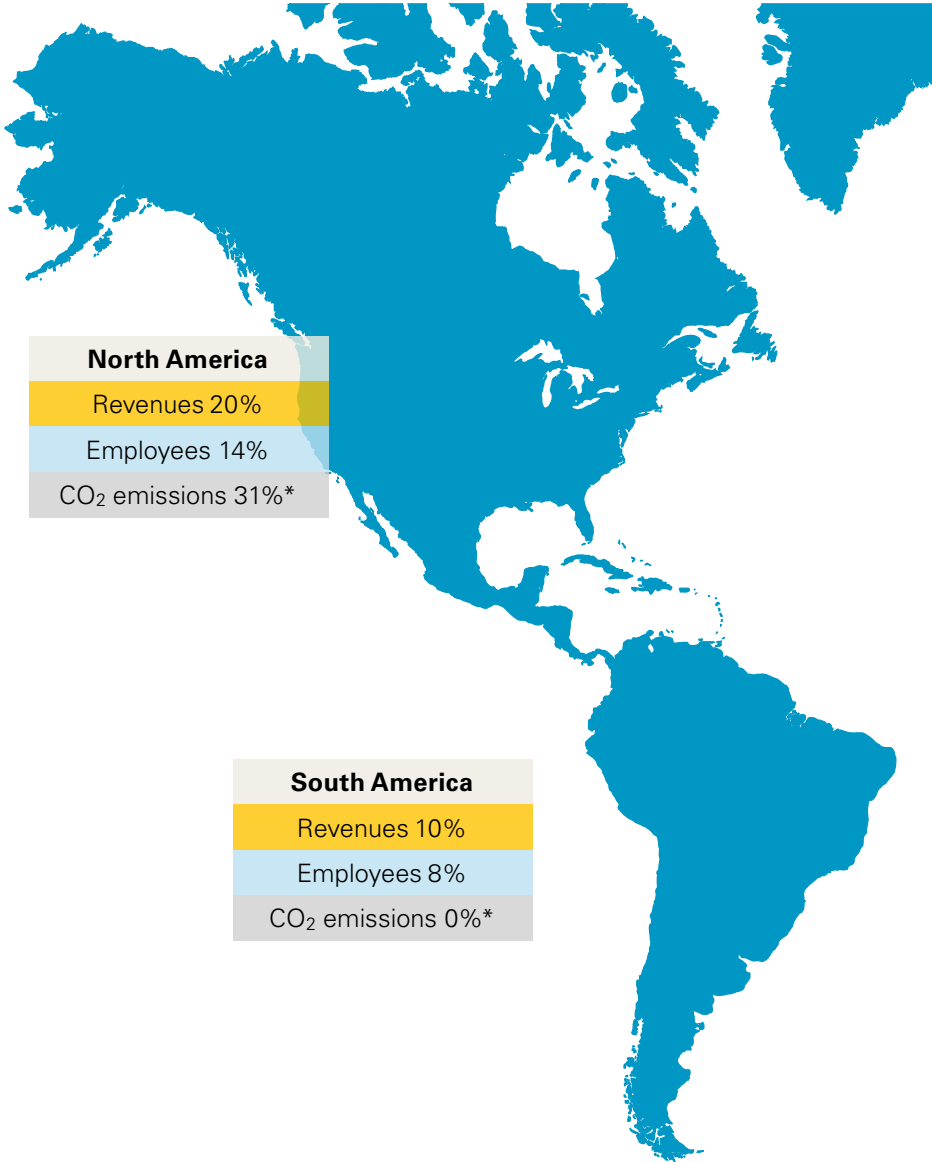 North America
Revenues 20%
Employees 14%
CO₂ emissions 31%*
South America
Revenues 10%
Employees 8%
CO₂ emissions 0%*